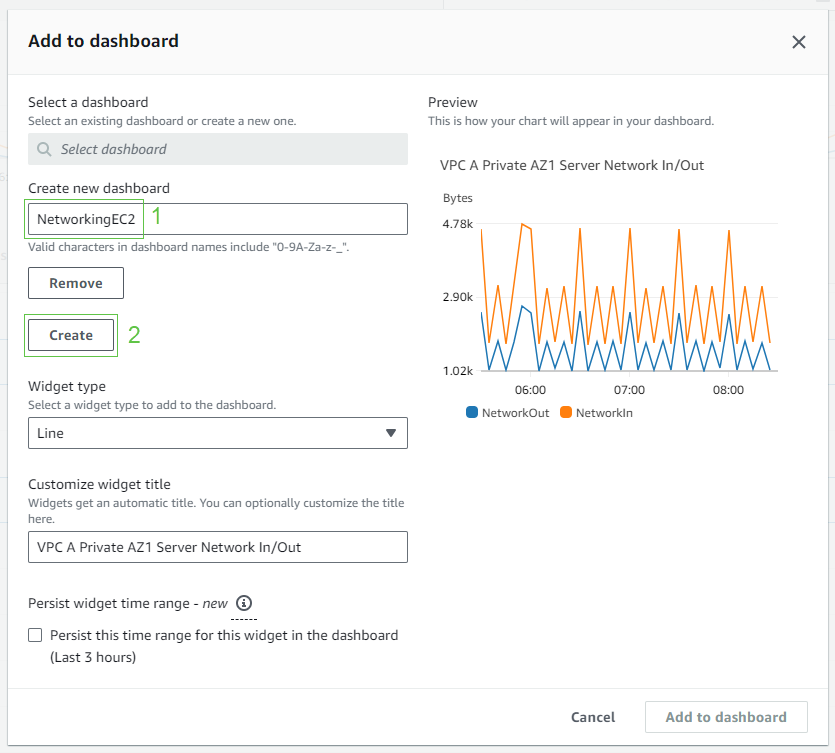 Add to dashboard
Select a dashboard
Select an existing dashboard or create a new one.
Select dashboard
Create new dashboard
NetworkingEC2
1
Valid characters in dashboard names include "0-9A-Za-z-_".
Remove
Create
2
Widget type
Select a widget type to add to the dashboard.
Line
Customize widget title
Widgets get an automatic title. You can optionally customize the title
here.
VPC A Private AZ1 Server Network In/Out
Persist widget time range - new
Persist this time range for this widget in the dashboard
(Last 3 hours)
Preview
This is how your chart will appear in your dashboard.
VPC A Private AZ1 Server Network In/Out
Bytes
4.78k
2.90k
1.02k
06:00 07:00 08:00
NetworkOut NetworkIn
Cancel
Add to dashboard